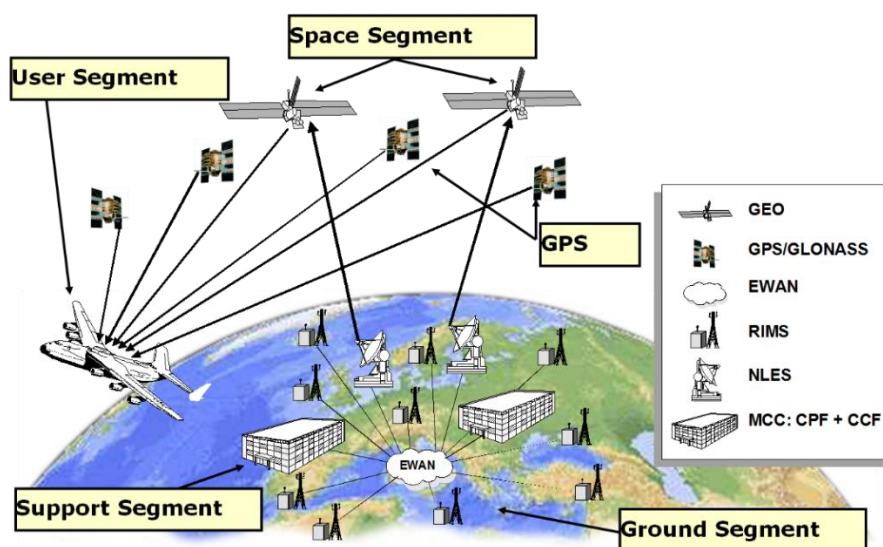 Space Segment
User Segment
GPS
GEO
GPS/GLONASS
EWAN
RIMS
NLES
MCC: CPF + CCF
EWAN
Support Segment
Ground Segment